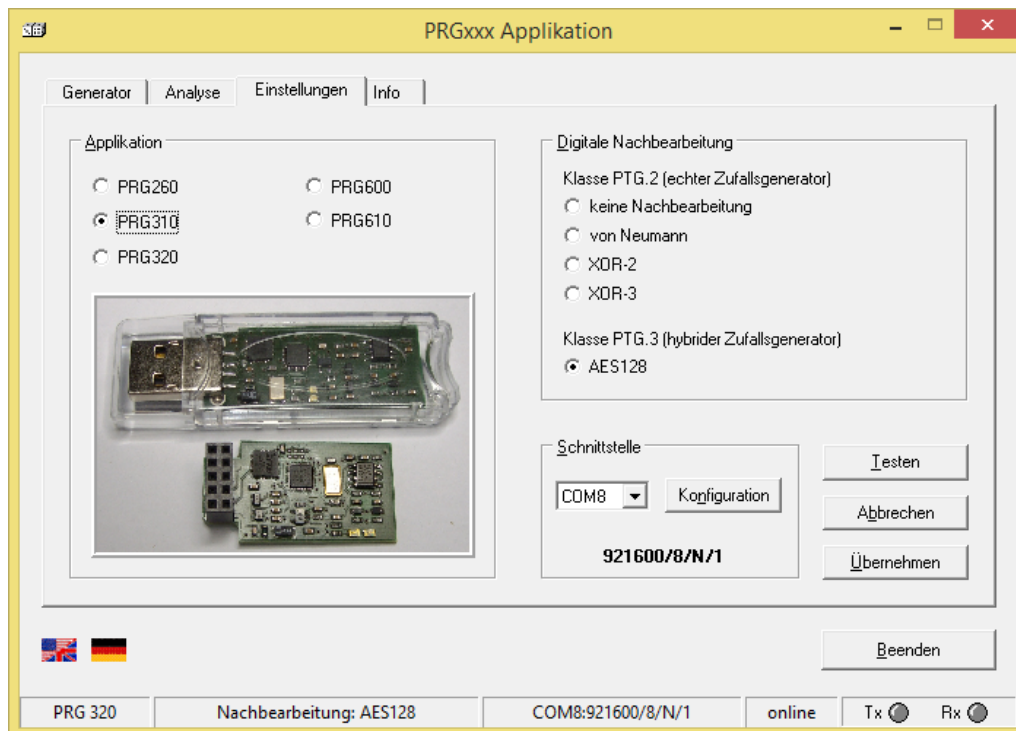 PRGxxx Applikation
Generator Analyse Einstellungen Info
Applikation
PRG260
PRG600
PRG310
PRG610
PRG320
Digitale Nachbearbeitung
Klasse PTG.2 (echter Zufallsgenerator)
keine Nachbearbeitung
von Neumann
XOR-2
XOR-3
Klasse PTG.3 (hybrider Zufallsgenerator)
AES128
Schnittstelle
COM8 Konfiguration
921600/8/N/1
Testen
Abbrechen
Übernehmen
Beenden
PRG 320 Nachbearbeitung: AES128 COM8:921600/8/N/1 online Tx Rx